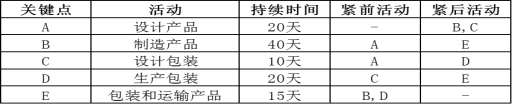 关键点 活动 持续时间 紧前活动 紧后活动
A 设计产品 20天 - B,C
B 制造产品 40天 A E
C 设计包装 10天 A D
D 生产包装 20天 C E
E 包装和运输产品 15天 B,D -